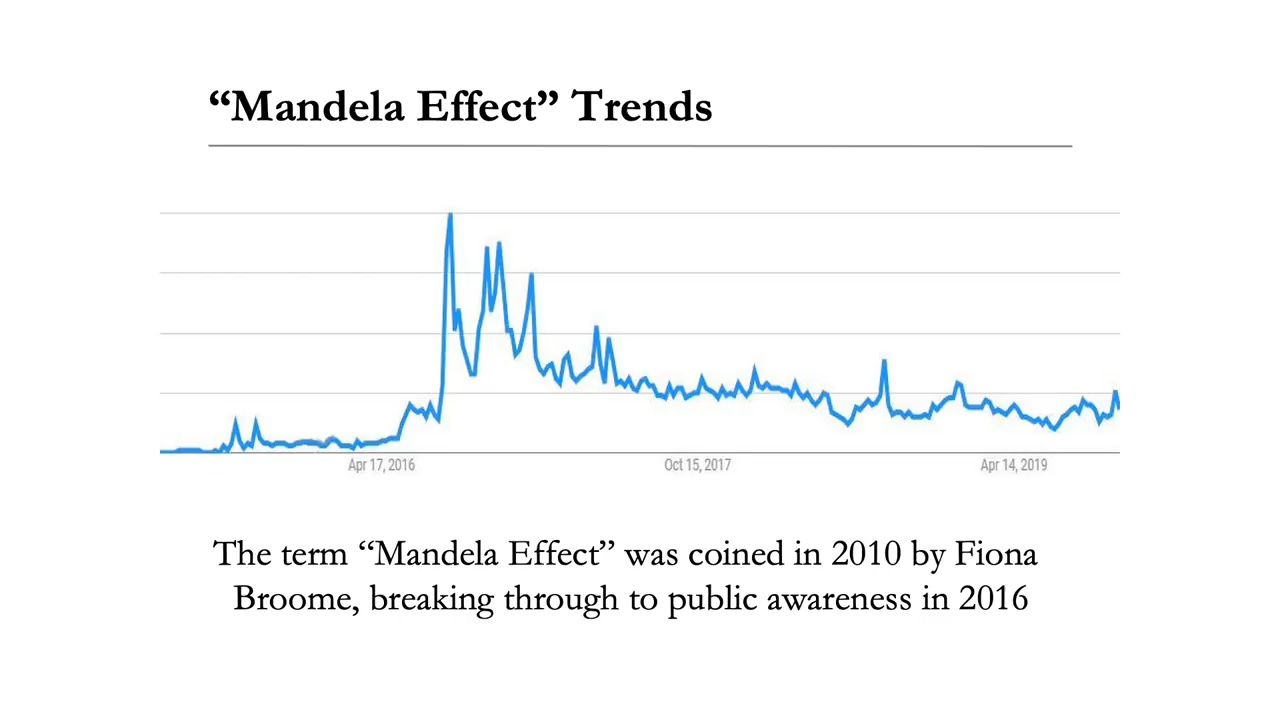 “Mandela Effect” Trends
Apr 17, 2016 Oct 15, 2017 Apr 14, 2019
The term “Mandela Effect” was coined in 2010 by Fiona
Broome, breaking through to public awareness in 2016